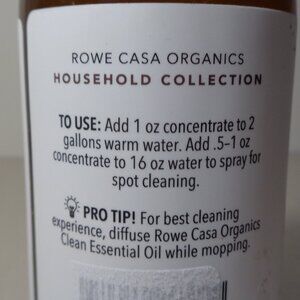 ROWE CASA ORGANICS
HOUSEHOLD COLLECTION
TO USE: Add 1 oz concentrate to 2
gallons warm water. Add .5–1 oz
concentrate to 16 oz water to spray for
spot cleaning.
PRO TIP! For best cleaning
experience, diffuse Rowe Casa Organics
Clean Essential Oil while mopping.